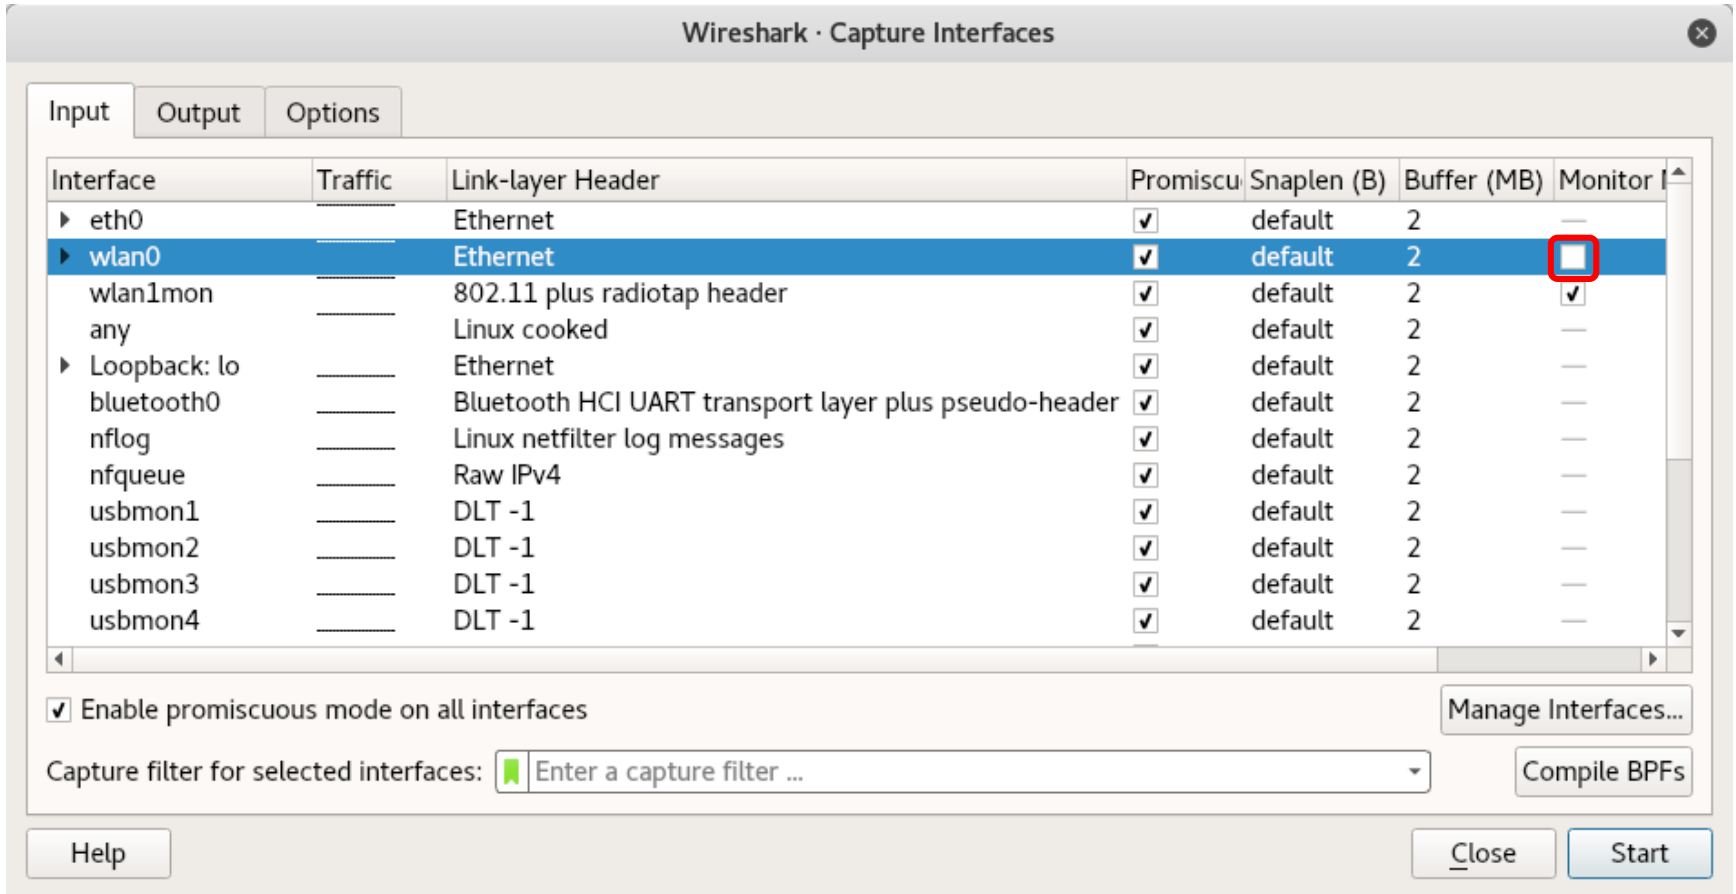 Wireshark · Capture Interfaces
Input Output Options
Interface Traffic Link-layer Header Promiscu Snaplen (B) Buffer (MB) Monitor M
eth0 Ethernet default 2 —
wlan0 Ethernet default 2
wlan1mon 802.11 plus radiotap header default 2
any Linux cooked default 2 —
Loopback: lo Ethernet default 2 —
bluetooth0 Bluetooth HCI UART transport layer plus pseudo-header default 2 —
nflog Linux netfilter log messages default 2 —
nfqueue Raw IPv4 default 2 —
usbmon1 DLT -1 default 2 —
usbmon2 DLT -1 default 2 —
usbmon3 DLT -1 default 2 —
usbmon4 DLT -1 default 2 —
Enable promiscuous mode on all interfaces Manage Interfaces...
Capture filter for selected interfaces: Enter a capture filter ... Compile BPFs
Help Close Start